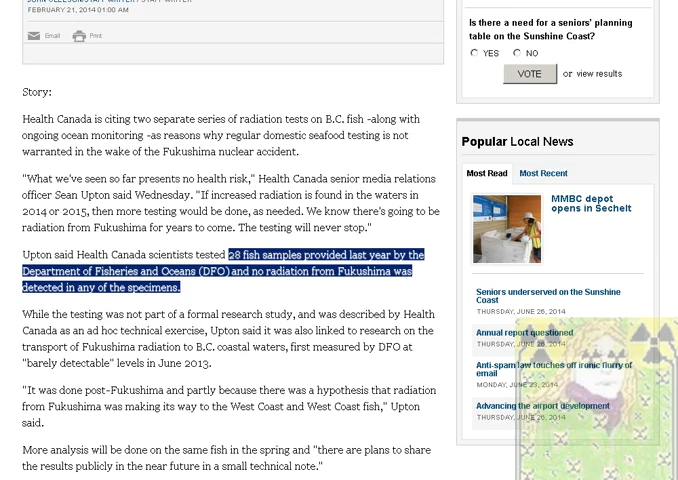 FEBRUARY 21, 2014 01:00 AM
Email Print
Story:
Health Canada is citing two separate series of radiation tests on B.C. fish -along with
ongoing ocean monitoring -as reasons why regular domestic seafood testing is not
warranted in the wake of the Fukushima nuclear accident.
"What we've seen so far presents no health risk," Health Canada senior media relations
officer Sean Upton said Wednesday. "If increased radiation is found in the waters in
2014 or 2015, then more testing would be done, as needed. We know there's going to be
radiation from Fukushima for years to come. The testing will never stop."
Upton said Health Canada scientists tested 28 fish samples provided last year by the
Department of Fisheries and Oceans (DFO) and no radiation from Fukushima was
detected in any of the specimens.
While the testing was not part of a formal research study, and was described by Health
Canada as an ad hoc technical exercise, Upton said it was also linked to research on the
transport of Fukushima radiation to B.C. coastal waters, first measured by DFO at
"barely detectable" levels in June 2013.
"It was done post-Fukushima and partly because there was a hypothesis that radiation
from Fukushima was making its way to the West Coast and West Coast fish," Upton
said.
More analysis will be done on the same fish in the spring and "there are plans to share
the results publicly in the near future in a small technical note."
Is there a need for a seniors' planning
table on the Sunshine Coast?
YES NO
VOTE or view results
Popular Local News
Most Read Most Recent
MMBC depot
opens in Sechelt
Seniors underserved on the Sunshine
Coast
THURSDAY, JUNE 26, 2014
Annual report questioned
THURSDAY, JUNE 26, 2014
Anti-spam law touches off ironic flurry of
email
MONDAY, JUNE 23, 2014
Advancing the airport development
THURSDAY, JUNE 26, 2014